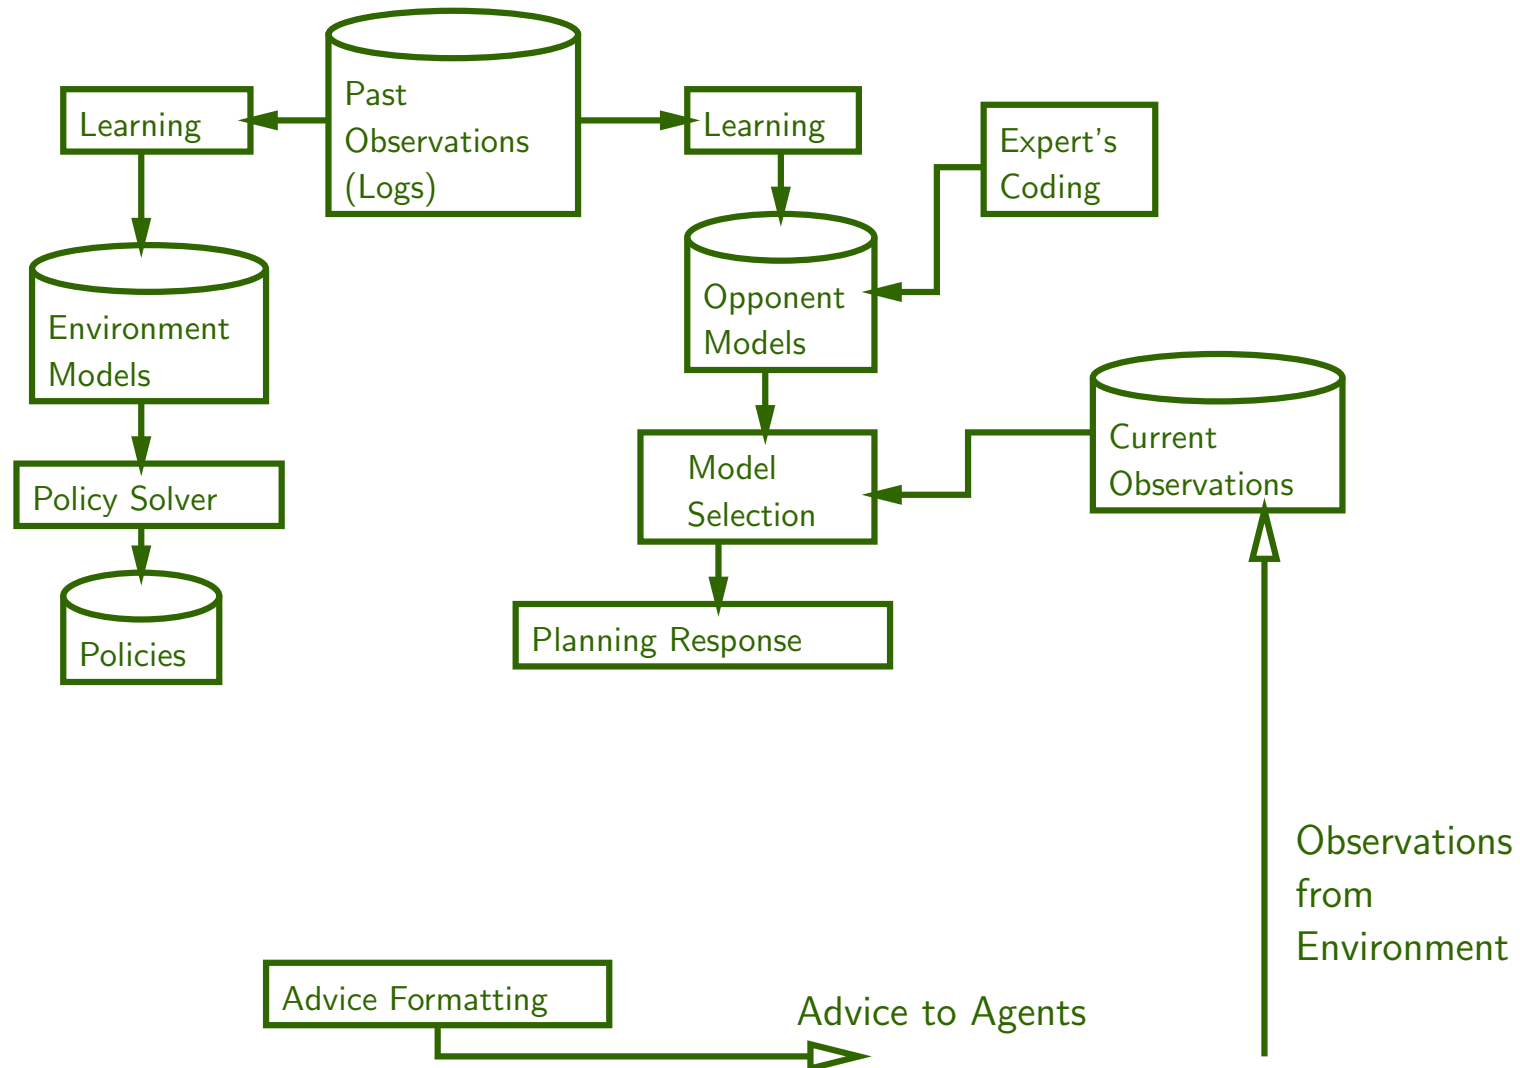 Past
Observations
(Logs)
Learning
Learning
Expert's
Coding
Environment
Models
Opponent
Models
Current
Observations
Policy Solver
Model
Selection
Policies
Planning Response
Observations
from
Environment
Advice Formatting
Advice to Agents